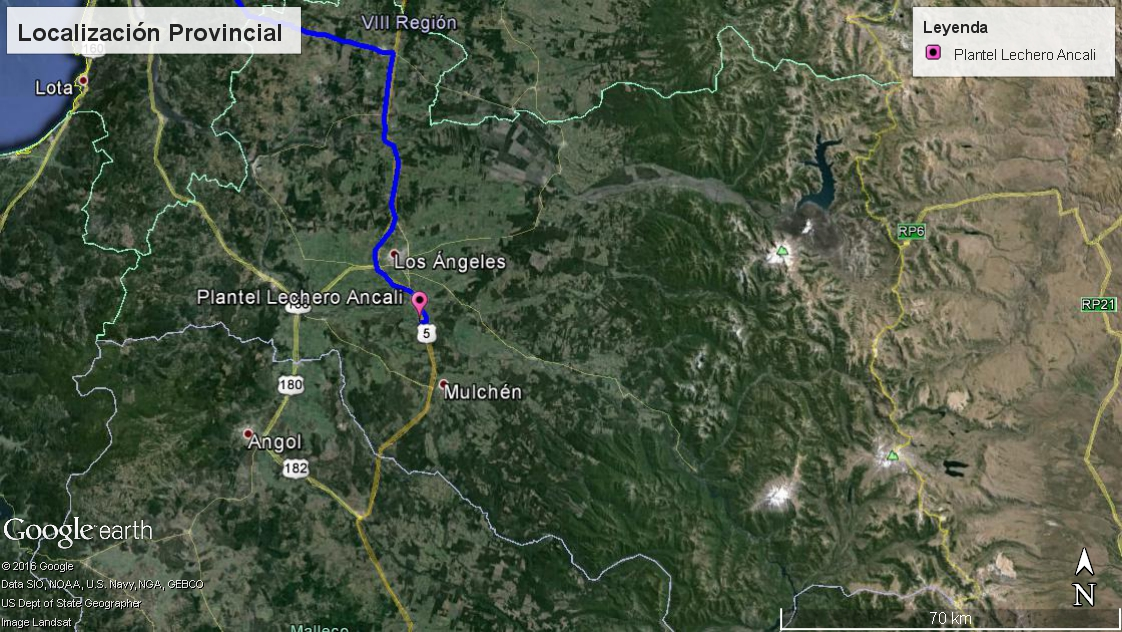 Localización Provincial
VIII Región
Leyenda
Plantel Lechero Ancali
160
Lota
RP6
Los Ángeles
Plantel Lechero Ancali
RP21
5
180
Mulchén
Angol
182
Google earth
© 2016 Google
Data SIO, NOAA, U.S. Navy, NGA, GEBCO
US Dept of State Geographer
Image Landsat
N
70 km
Malleco